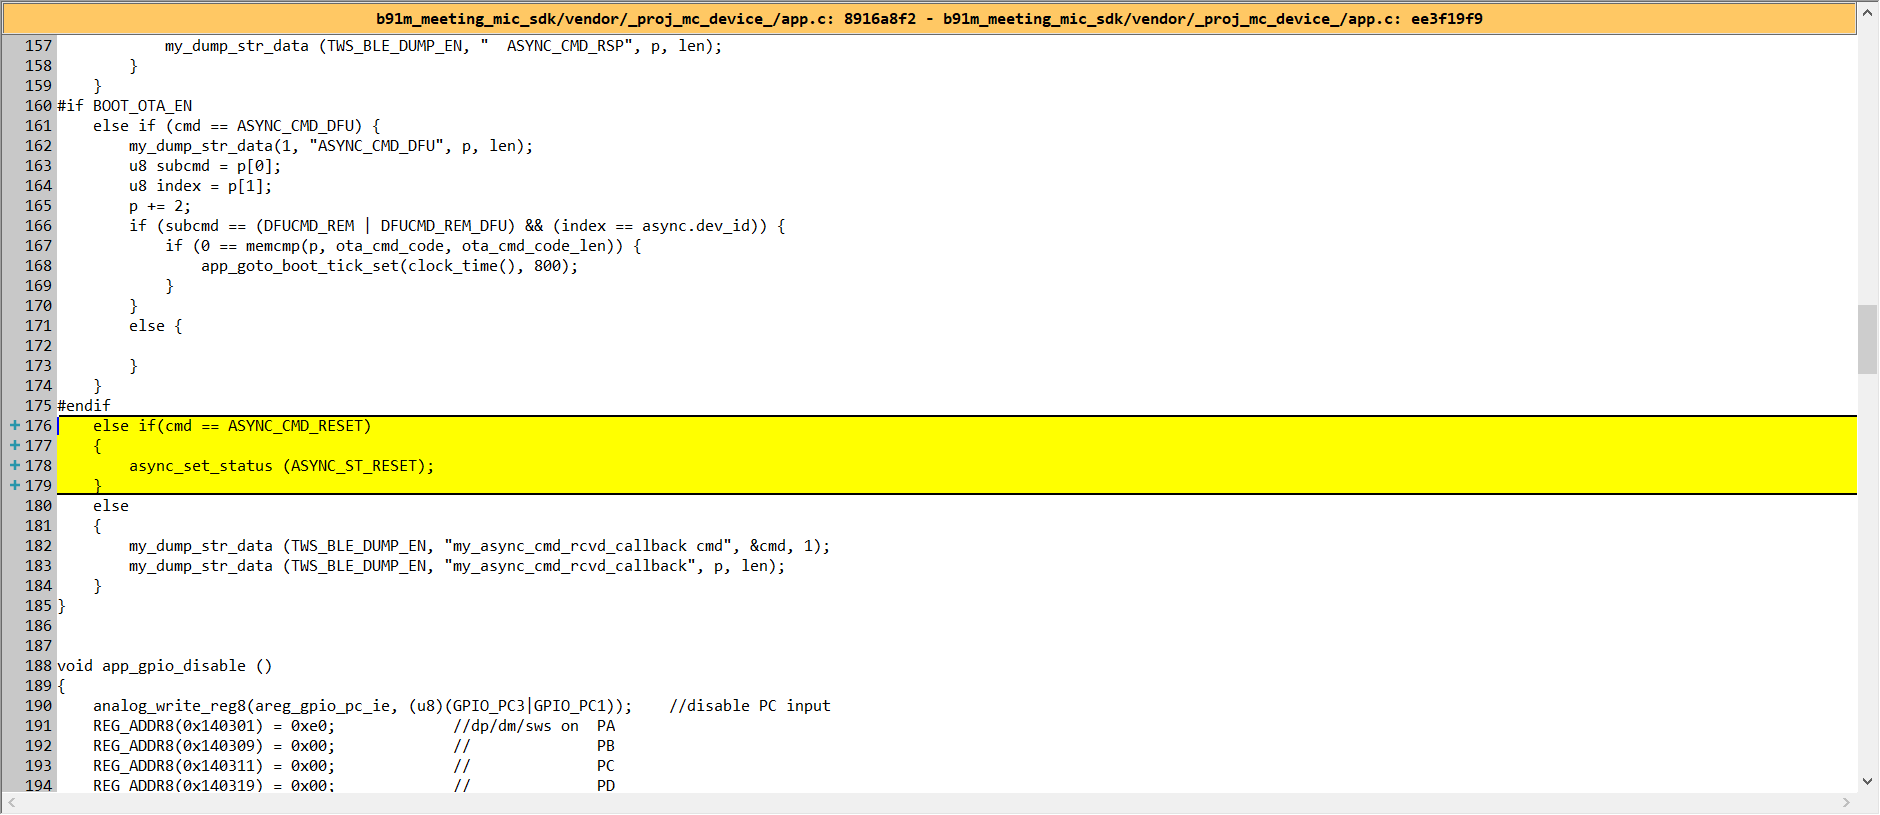 b91m_meeting_mic_sdk/vendor/_proj_mc_device_/app.c: 8916a8f2 - b91m_meeting_mic_sdk/vendor/_proj_mc_device_/app.c: ee3f19f9
157             my_dump_str_data (TWS_BLE_DUMP_EN, "  ASYNC_CMD_RSP", p, len);
158         }
159     }
160 #if BOOT_OTA_EN
161     else if (cmd == ASYNC_CMD_DFU) {
162         my_dump_str_data(1, "ASYNC_CMD_DFU", p, len);
163         u8 subcmd = p[0];
164         u8 index = p[1];
165         p += 2;
166         if (subcmd == (DFUCMD_REM | DFUCMD_REM_DFU) && (index == async.dev_id)) {
167             if (0 == memcmp(p, ota_cmd_code, ota_cmd_code_len)) {
168                 app_goto_boot_tick_set(clock_time(), 800);
169             }
170         }
171         else {
172
173         }
174     }
175 #endif
+ 176     else if(cmd == ASYNC_CMD_RESET)
+ 177     {
+ 178         async_set_status (ASYNC_ST_RESET);
+ 179     }
180     else
181     {
182         my_dump_str_data (TWS_BLE_DUMP_EN, "my_async_cmd_rcvd_callback cmd", &cmd, 1);
183         my_dump_str_data (TWS_BLE_DUMP_EN, "my_async_cmd_rcvd_callback", p, len);
184     }
185 }
186
187
188 void app_gpio_disable ()
189 {
190     analog_write_reg8(areg_gpio_pc_ie, (u8)(GPIO_PC3|GPIO_PC1));    //disable PC input
191     REG_ADDR8(0x140301) = 0xe0;             //dp/dm/sws on  PA
192     REG_ADDR8(0x140309) = 0x00;             //              PB
193     REG_ADDR8(0x140311) = 0x00;             //              PC
194     REG_ADDR8(0x140319) = 0x00;             //              PD